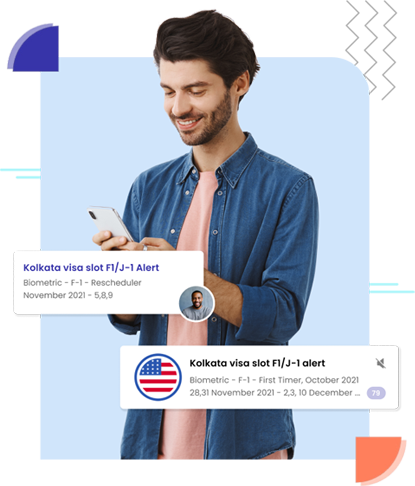 Kolkata visa slot F1/J-1 Alert
Biometric - F-1 - Rescheduler
November 2021 - 5,8,9
Kolkata visa slot F1/J-1 alert
Biometric - F-1 - First Timer, October 2021
28,31 November 2021 - 2,3, 10 December ...
79